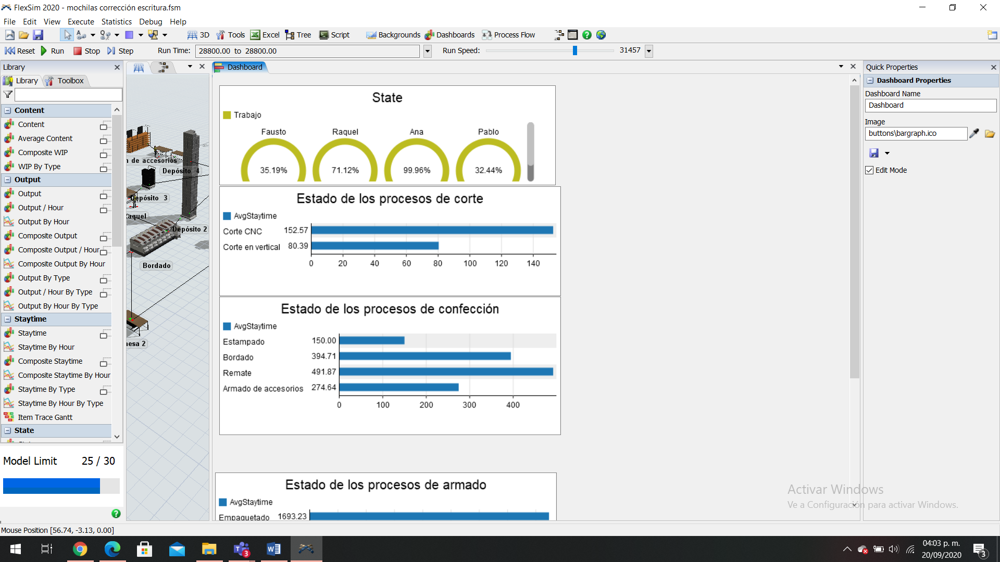 FlexSim 2020 - mochilas corrección escritura.fsm
File Edit View Execute Statistics Debug Help
3D Tools Excel Tree Script Backgrounds Dashboards Process Flow
Reset Run Stop Step Run Time: 28800.00 to 28800.00 Run Speed: 31457
Library
Library Toolbox
Content
Content
Average Content
Composite WIP
WIP By Type
Output
Output
Output / Hour
Output By Hour
Composite Output
Composite Output / Hour
Composite Output By Hour
Output By Type
Output / Hour By Type
Output By Hour By Type
Staytime
Staytime
Staytime By Hour
Composite Staytime
Composite Staytime By Hour
Staytime By Type
Staytime By Hour By Type
Item Trace Gantt
State
Model Limit 25 / 30
n de accesorios
Depósito 4
Depósito 3
aquel
Depósito 2
Bordado
esa 2
Dashboard
State
Trabajo
Fausto Raquel Ana Pablo
35.19% 71.12% 99.96% 32.44%
Estado de los procesos de corte
AvgStaytime
Corte CNC 152.57
Corte en vertical 80.39
0 20 40 60 80 100 120 140
Estado de los procesos de confección
AvgStaytime
Estampado 150.00
Bordado 394.71
Remate 491.87
Armado de accesorios 274.64
0 100 200 300 400
Estado de los procesos de armado
AvgStaytime
Empaquetado 1693.23
Quick Properties
Dashboard Properties
Dashboard Name
Dashboard
Image
buttons\bargraph.ico
Edit Mode
Activar Windows
Ve a Configuración para activar Windows.
Mouse Position [56.74, -3.13, 0.00]
3
04:03 p. m.
20/09/2020
3